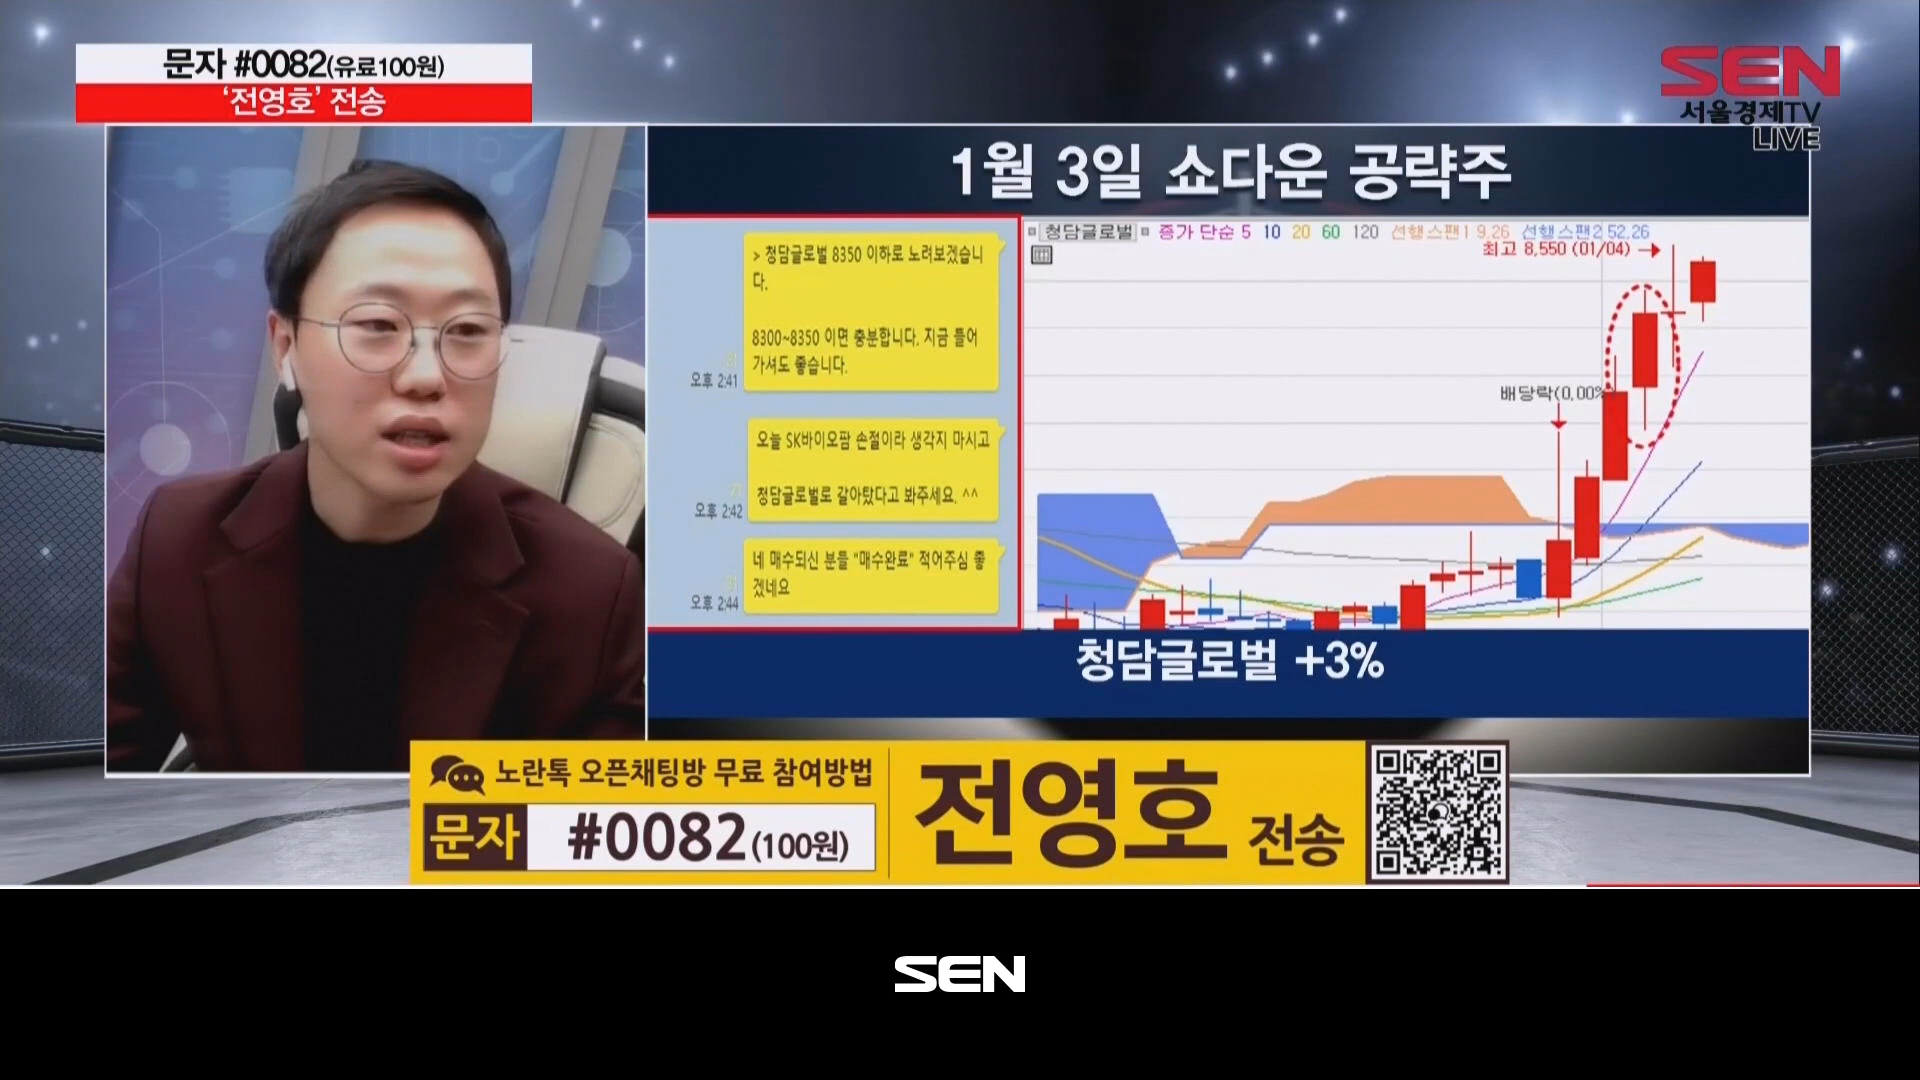 문자 #0082(유료100원)
‘전영호’ 전송
SEN
서울경제TV
LIVE
1월 3일 쇼다운 공략주
> 청담글로벌 8350 이하로 노려보겠습니
다.
8300~8350 이면 충분합니다. 지금 들어
가셔도 좋습니다.
오후 2:41
오늘 SK바이오팜 손절이라 생각지 마시고
청담글로벌로 갈아탔다고 봐주세요. ^^
오후 2:42
네 매수되신 분들 "매수완료" 적어주심 좋
겠네요
오후 2:44
청담글로벌 종가 단순 5 10 20 60 120 선행스팬1 9,26 선행스팬2 52,26
최고 8,550 (01/04) →
배당락(0,00%
청담글로벌 +3%
노란톡 오픈채팅방 무료 참여방법
문자 #0082(100원)
전영호 전송
SEN